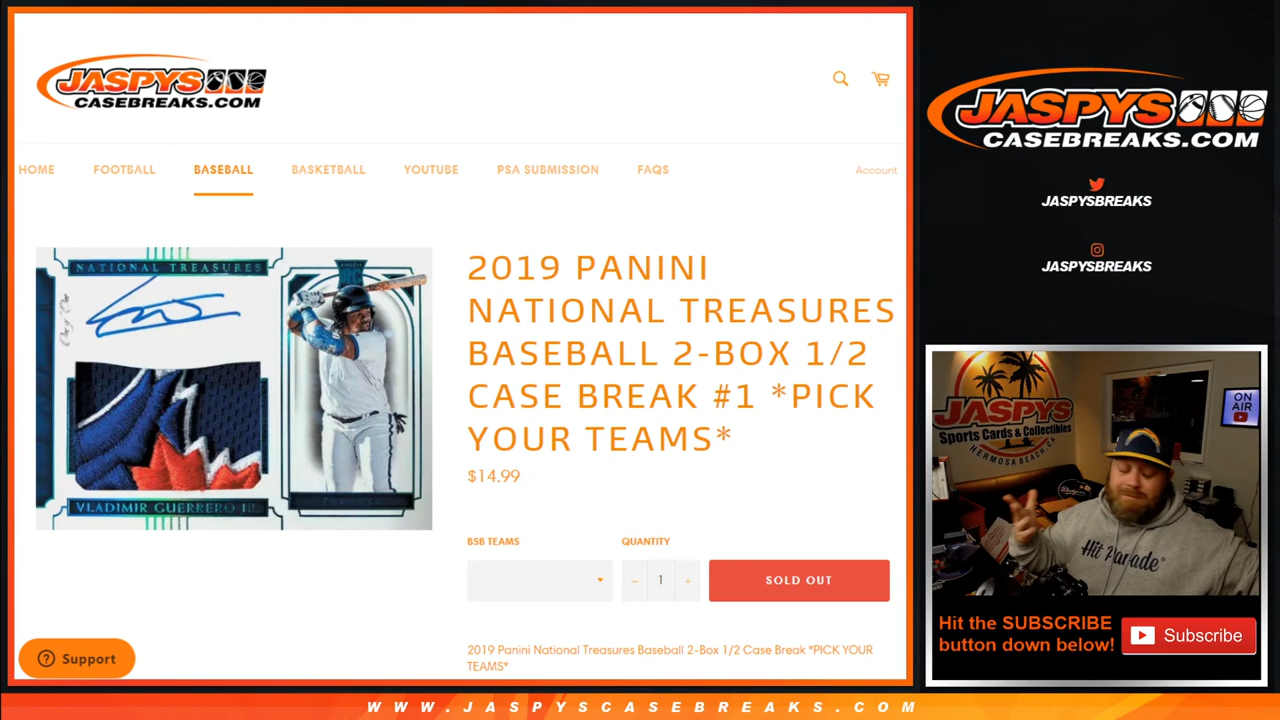 JASPYS
CASEBREAKS.COM
HOME
FOOTBALL
BASEBALL
BASKETBALL
YOUTUBE
PSA SUBMISSION
FAQS
Account
NATIONAL TREASURES
VLADIMIR GUERRERO JR.
2019 PANINI
NATIONAL TREASURES
BASEBALL 2-BOX 1/2
CASE BREAK #1 *PICK
YOUR TEAMS*
$14.99
BSB TEAMS
QUANTITY
1
SOLD OUT
2019 Panini National Treasures Baseball 2-Box 1/2 Case Break *PICK YOUR
TEAMS*
Support
JASPYS
CASEBREAKS.COM
JASPYSBREAKS
JASPYSBREAKS
JASPYS
Sports Cards & Collectibles
HERMOSA BEACH, CA
ON
AIR
Dodgers
Hit Parade
Hit the SUBSCRIBE
button down below!
Subscribe
WWW.JASPYSCASEBREAKS.COM